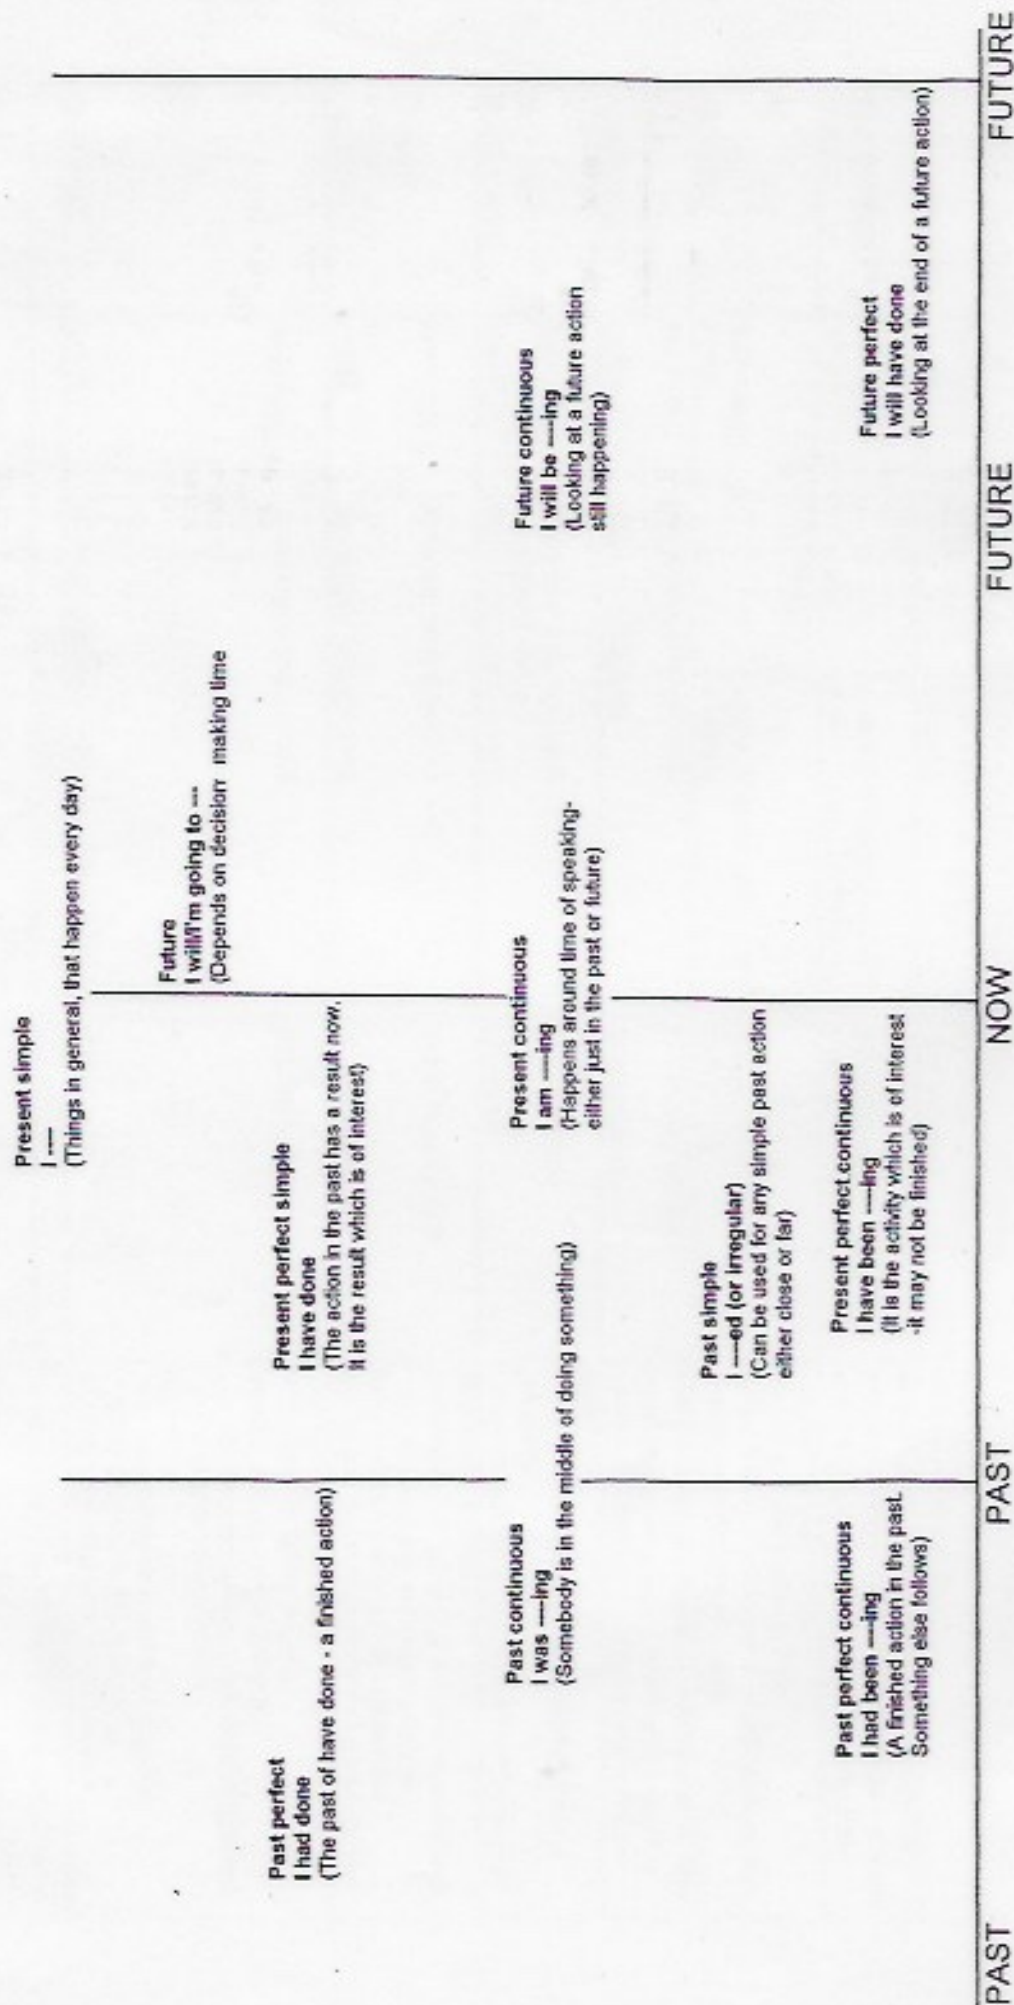 Present simple
I ----
(Things in general, that happen every day)
Future
I will/I'm going to ---
(Depends on decision making time
Past perfect
I had done
(The past of have done - a finished action)
Present perfect simple
I have done
(The action in the past has a result now.
It is the result which is of interest)
Past continuous
I was ----ing
(Somebody is in the middle of doing something)
Present continuous
I am ----ing
(Happens around time of speaking-
either just in the past or future)
Future continuous
I will be ----ing
(Looking at a future action
still happening)
Past simple
I ----ed (or irregular)
(Can be used for any simple past action
either close or far)
Past perfect continuous
I had been ----ing
(A finished action in the past.
Something else follows)
Present perfect continuous
I have been ----ing
(It is the activity which is of interest
-it may not be finished)
Future perfect
I will have done
(Looking at the end of a future action)
PAST PAST NOW FUTURE FUTURE